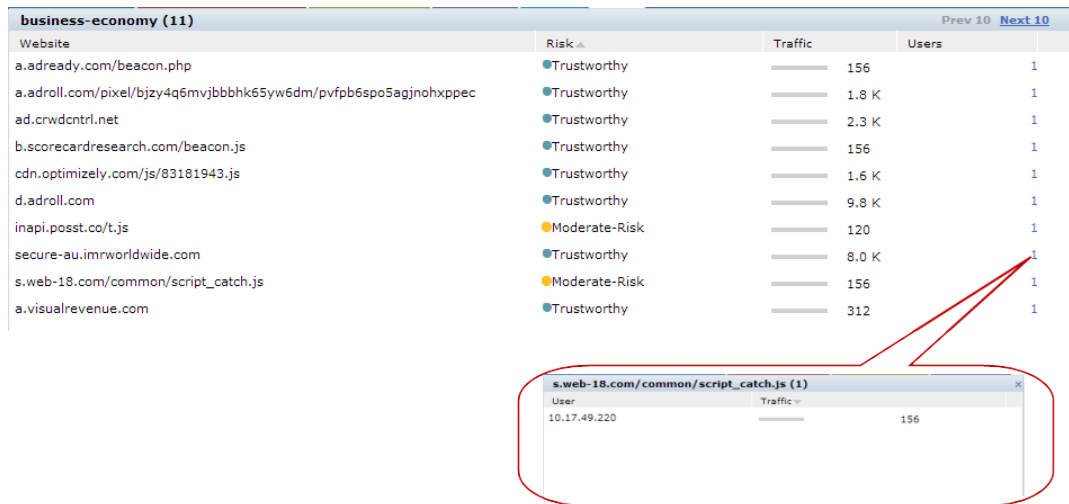 business-economy (11) Prev 10 Next 10
Website Risk Traffic Users
a.adready.com/beacon.php Trustworthy 156 1
a.adroll.com/pixel/bjzy4q6mvjbbbhk65yw6dm/pvfpb6spo5agjnohxppec Trustworthy 1.8 K 1
ad.crwdcntrl.net Trustworthy 2.3 K 1
b.scorecardresearch.com/beacon.js Trustworthy 156 1
cdn.optimizely.com/js/83181943.js Trustworthy 1.6 K 1
d.adroll.com Trustworthy 9.8 K 1
inapi.posst.co/t.js Moderate-Risk 120 1
secure-au.imrworldwide.com Trustworthy 8.0 K 1
s.web-18.com/common/script_catch.js Moderate-Risk 156 1
a.visualrevenue.com Trustworthy 312 1
s.web-18.com/common/script_catch.js (1) ×
User Traffic
10.17.49.220 156